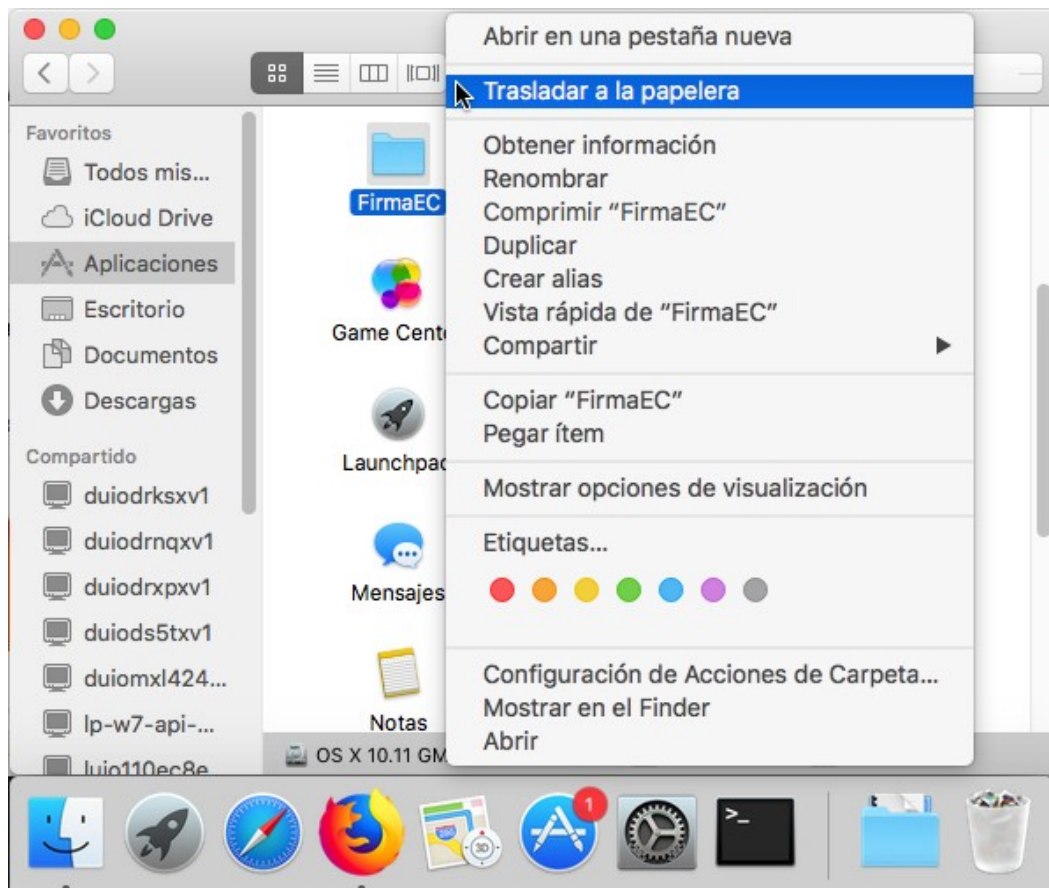 Favoritos
Todos mis...
iCloud Drive
Aplicaciones
Escritorio
Documentos
Descargas
Compartido
duiodrksxv1
duiodrnqxv1
duiodrxpxv1
duiods5txv1
duiomxl424...
lp-w7-api-...
FirmaEC
Game Cent
Launchpad
Mensajes
Notas
OS X 10.11 GM
Abrir en una pestaña nueva
Trasladar a la papelera
Obtener información
Renombrar
Comprimir “FirmaEC”
Duplicar
Crear alias
Vista rápida de “FirmaEC”
Compartir
Copiar “FirmaEC”
Pegar ítem
Mostrar opciones de visualización
Etiquetas...
Configuración de Acciones de Carpeta...
Mostrar en el Finder
Abrir
1
3D
>_